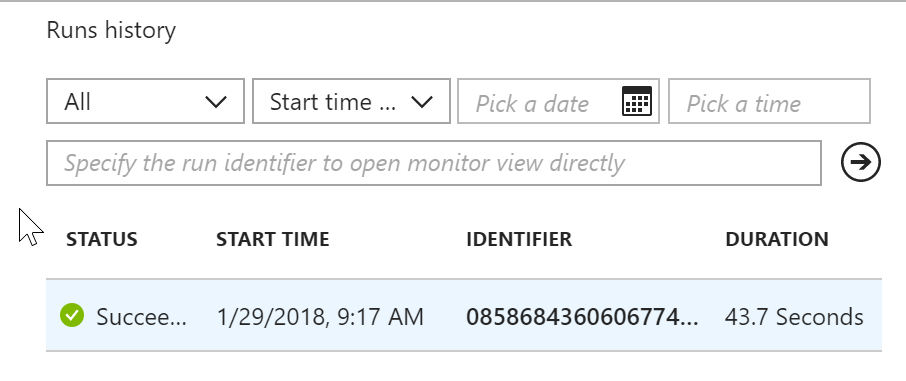 Runs history
All Start time ... Pick a date Pick a time
Specify the run identifier to open monitor view directly
STATUS START TIME IDENTIFIER DURATION
Succee... 1/29/2018, 9:17 AM 0858684360606774... 43.7 Seconds